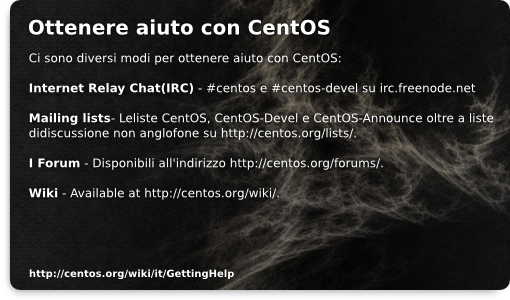 Ottenere aiuto con CentOS
Ci sono diversi modi per ottenere aiuto con CentOS:
Internet Relay Chat(IRC) - #centos e #centos-devel su irc.freenode.net
Mailing lists- Leliste CentOS, CentOS-Devel e CentOS-Announce oltre a liste
didiscussione non anglofone su http://centos.org/lists/.
I Forum - Disponibili all'indirizzo http://centos.org/forums/.
Wiki - Available at http://centos.org/wiki/.
http://centos.org/wiki/it/GettingHelp